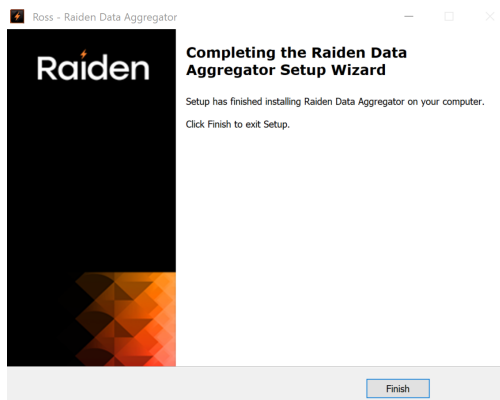 Ross - Raiden Data Aggregator
Raiden
Completing the Raiden Data
Aggregator Setup Wizard
Setup has finished installing Raiden Data Aggregator on your computer.
Click Finish to exit Setup.
Finish